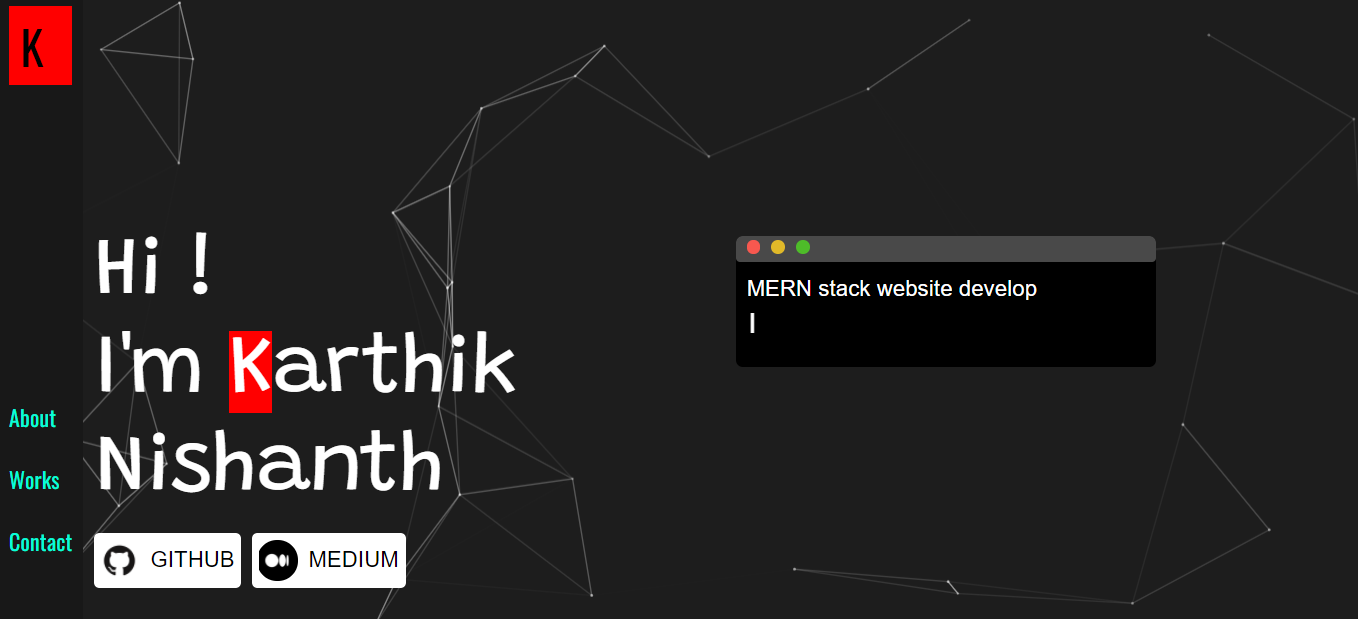 K
About
Works
Contact
Hi !
I'm Karthik
Nishanth
GITHUB
MEDIUM
MERN stack website develop